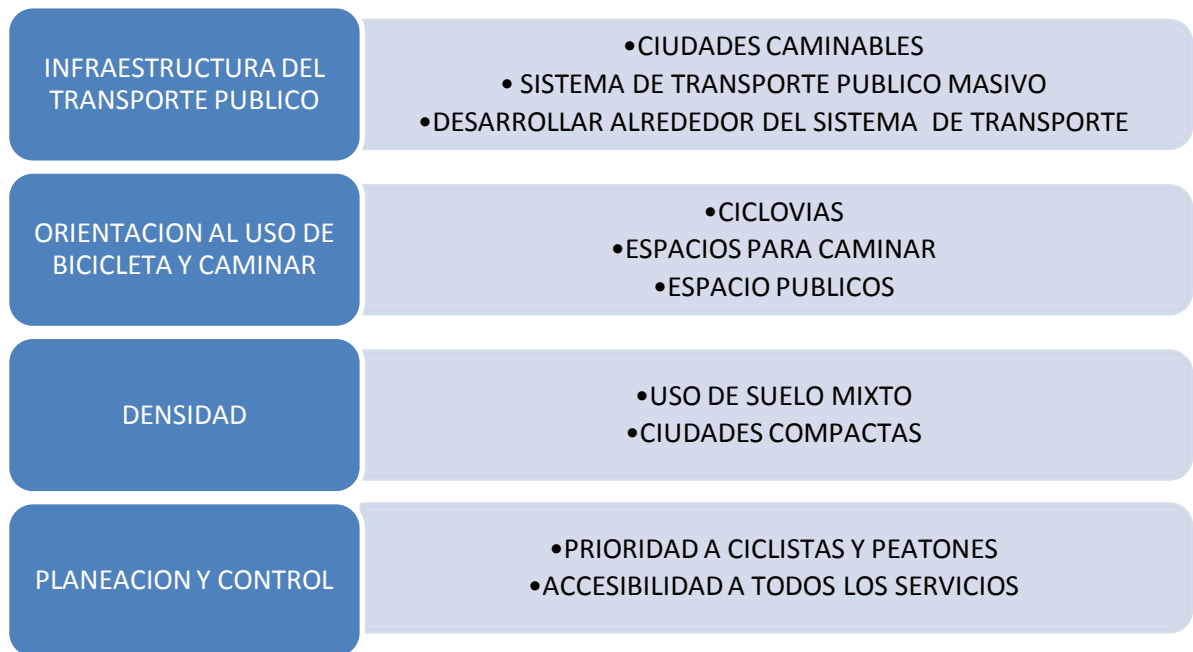 INFRAESTRUCTURA DEL
TRANSPORTE PUBLICO
•CIUDADES CAMINABLES
• SISTEMA DE TRANSPORTE PUBLICO MASIVO
•DESARROLLAR ALREDEDOR DEL SISTEMA DE TRANSPORTE
ORIENTACION AL USO DE
BICICLETA Y CAMINAR
•CICLOVIAS
•ESPACIOS PARA CAMINAR
•ESPACIO PUBLICOS
DENSIDAD
•USO DE SUELO MIXTO
•CIUDADES COMPACTAS
PLANEACION Y CONTROL
•PRIORIDAD A CICLISTAS Y PEATONES
•ACCESIBILIDAD A TODOS LOS SERVICIOS